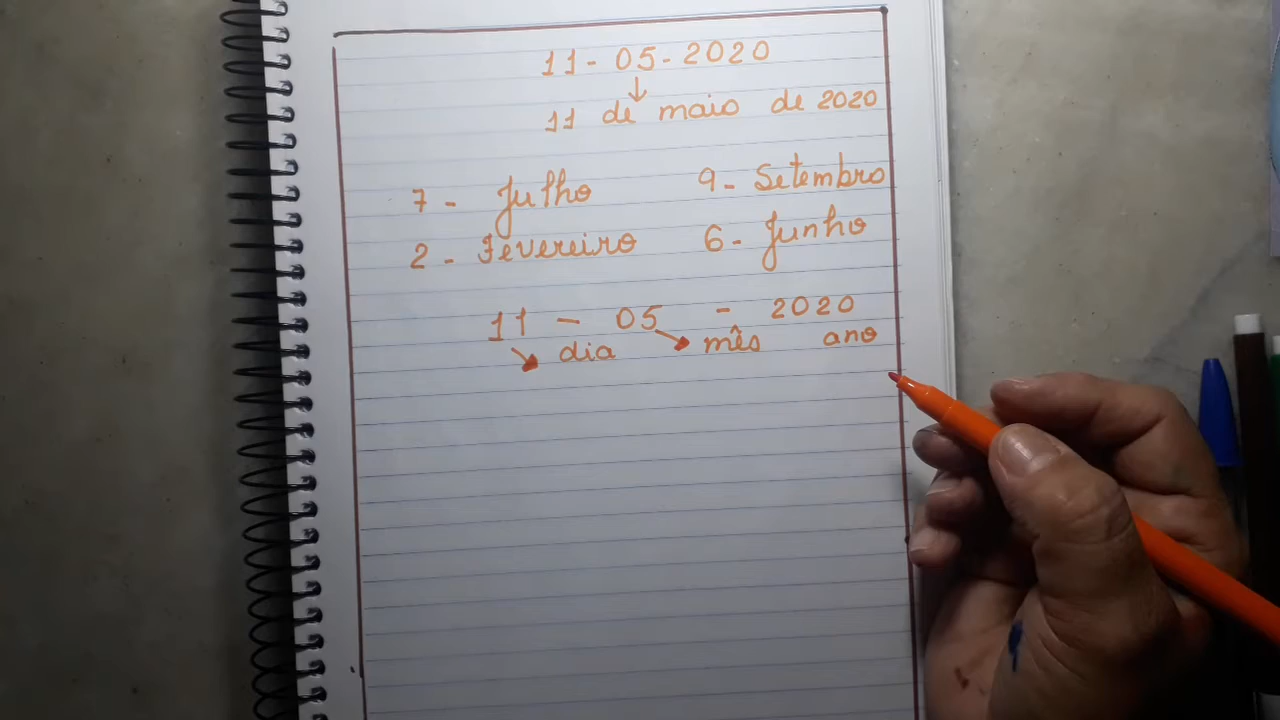 11-05-2020
↓
11 de maio de 2020
7 - Julho 9 - Setembro
2 - Fevereiro 6 - Junho
11 - 05 - 2020
dia mês ano